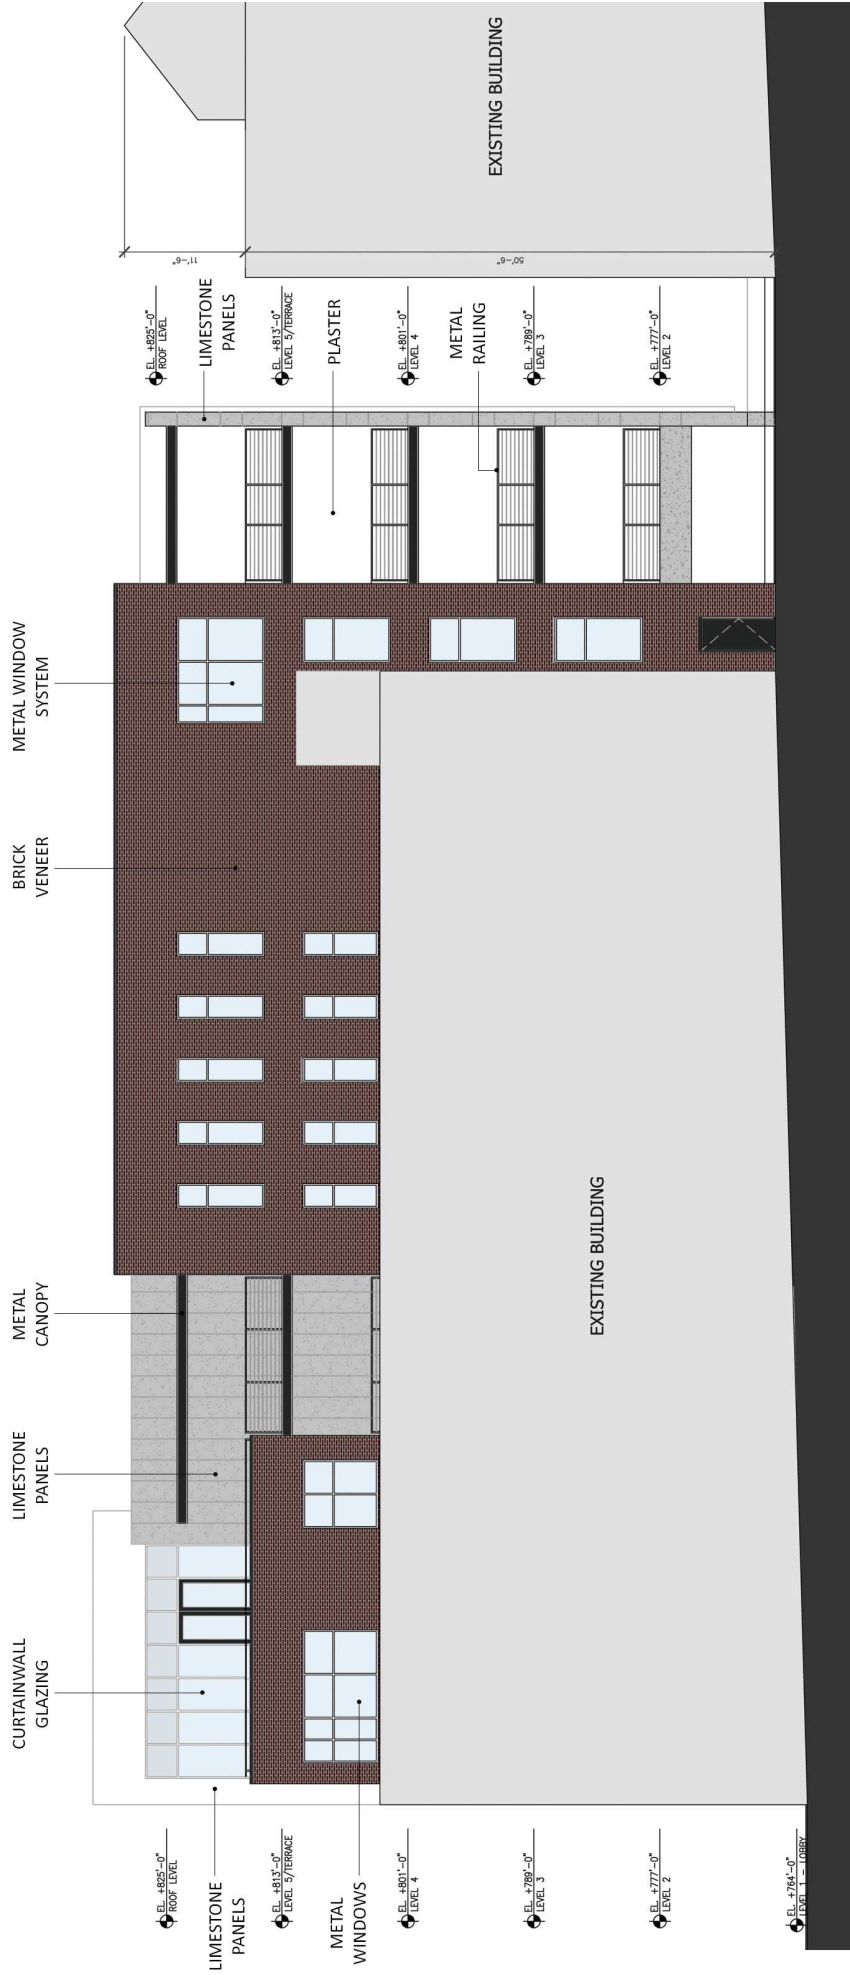 CURTAINWALL
GLAZING
LIMESTONE
PANELS
METAL
CANOPY
BRICK
VENEER
METAL WINDOW
SYSTEM
LIMESTONE
PANELS
METAL
WINDOWS
EL. +825'-0"
ROOF LEVEL
EL. +813'-0"
LEVEL 5/TERRACE
EL. +801'-0"
LEVEL 4
EL. +789'-0"
LEVEL 3
EL. +777'-0"
LEVEL 2
EL. +764'-0"
LEVEL 1 - LOBBY
EXISTING BUILDING
EL. +825'-0"
ROOF LEVEL
EL. +813'-0"
LEVEL 5/TERRACE
EL. +801'-0"
LEVEL 4
EL. +789'-0"
LEVEL 3
EL. +777'-0"
LEVEL 2
LIMESTONE
PANELS
PLASTER
METAL
RAILING
11'-6"
50'-6"
EXISTING BUILDING